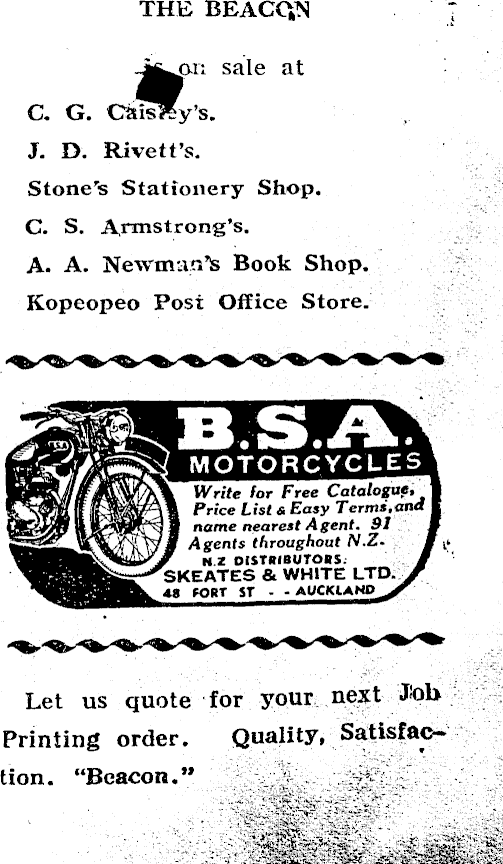 THE BEACON
is on sale at
C. G. Caisley's.
J. D. Rivett's.
Stone's Stationery Shop.
C. S. Armstrong's.
A. A. Newman's Book Shop.
Kopeopeo Post Office Store.
BSA
B.S.A.
MOTORCYCLES
Write for Free Catalogue,
Price List & Easy Terms, and
name nearest Agent. 91
Agents throughout N.Z.
N.Z DISTRIBUTORS:
SKEATES & WHITE LTD.
48 FORT ST - - AUCKLAND
Let us quote for your next Job
Printing order. Quality, Satisfac-
tion. "Beacon."